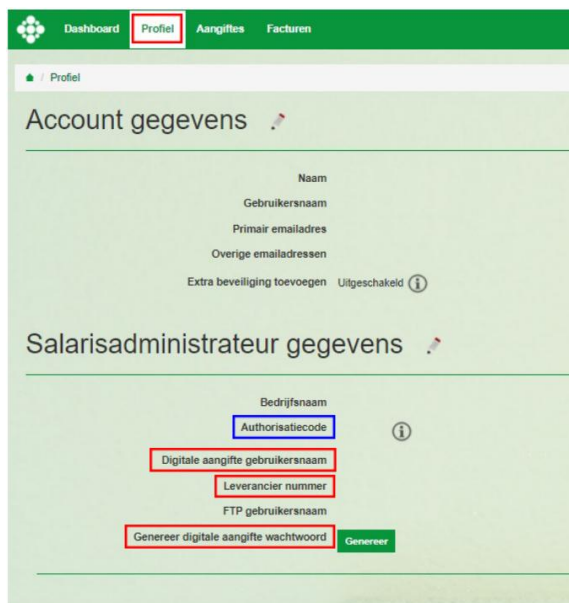 Dashboard Profiel Aangiftes Facturen
/ Profiel
Account gegevens
Naam
Gebruikersnaam
Primair emailadres
Overige emailadressen
Extra beveiliging toevoegen Uitgeschakeld i
Salarisadministrateur gegevens
Bedrijfsnaam
Authorisatiecode i
Digitale aangifte gebruikersnaam
Leverancier nummer
FTP gebruikersnaam
Genereer digitale aangifte wachtwoord Genereer